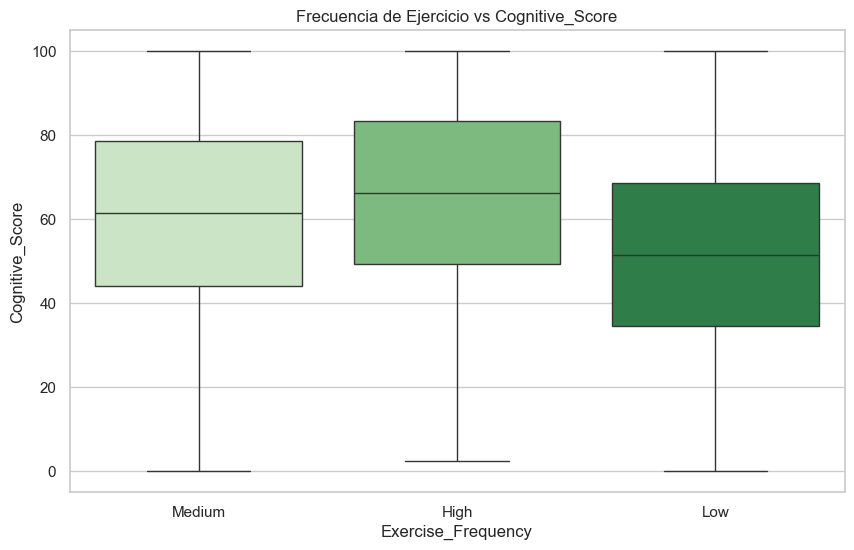 Frecuencia de Ejercicio vs Cognitive_Score
100
80
60
40
20
0
Cognitive_Score
Medium
High
Low
Exercise_Frequency